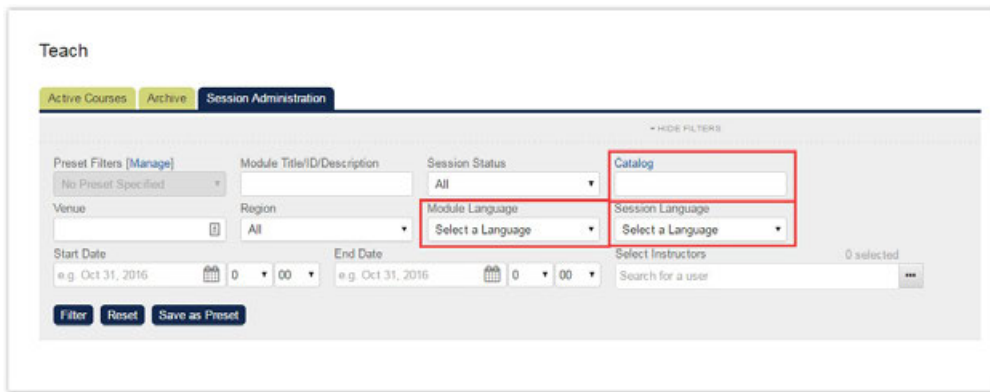 Teach
Active Courses Archive Session Administration
HIDE FILTERS
Preset Filters [Manage] Module Title/ID/Description Session Status Catalog
No Preset Specified All
Venue Region Module Language Session Language
All Select a Language Select a Language
Start Date End Date Select Instructors 0 selected
e.g. Oct 31, 2016 0 00 e.g. Oct 31, 2016 0 00 Search for a user ...
Filter Reset Save as Preset